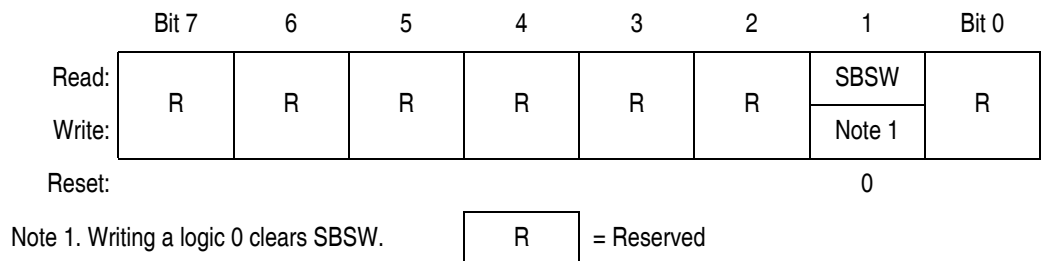 Bit 7 6 5 4 3 2 1 Bit 0
Read: R R R R R R SBSW R
Write: Note 1
Reset: 0
Note 1. Writing a logic 0 clears SBSW. R = Reserved